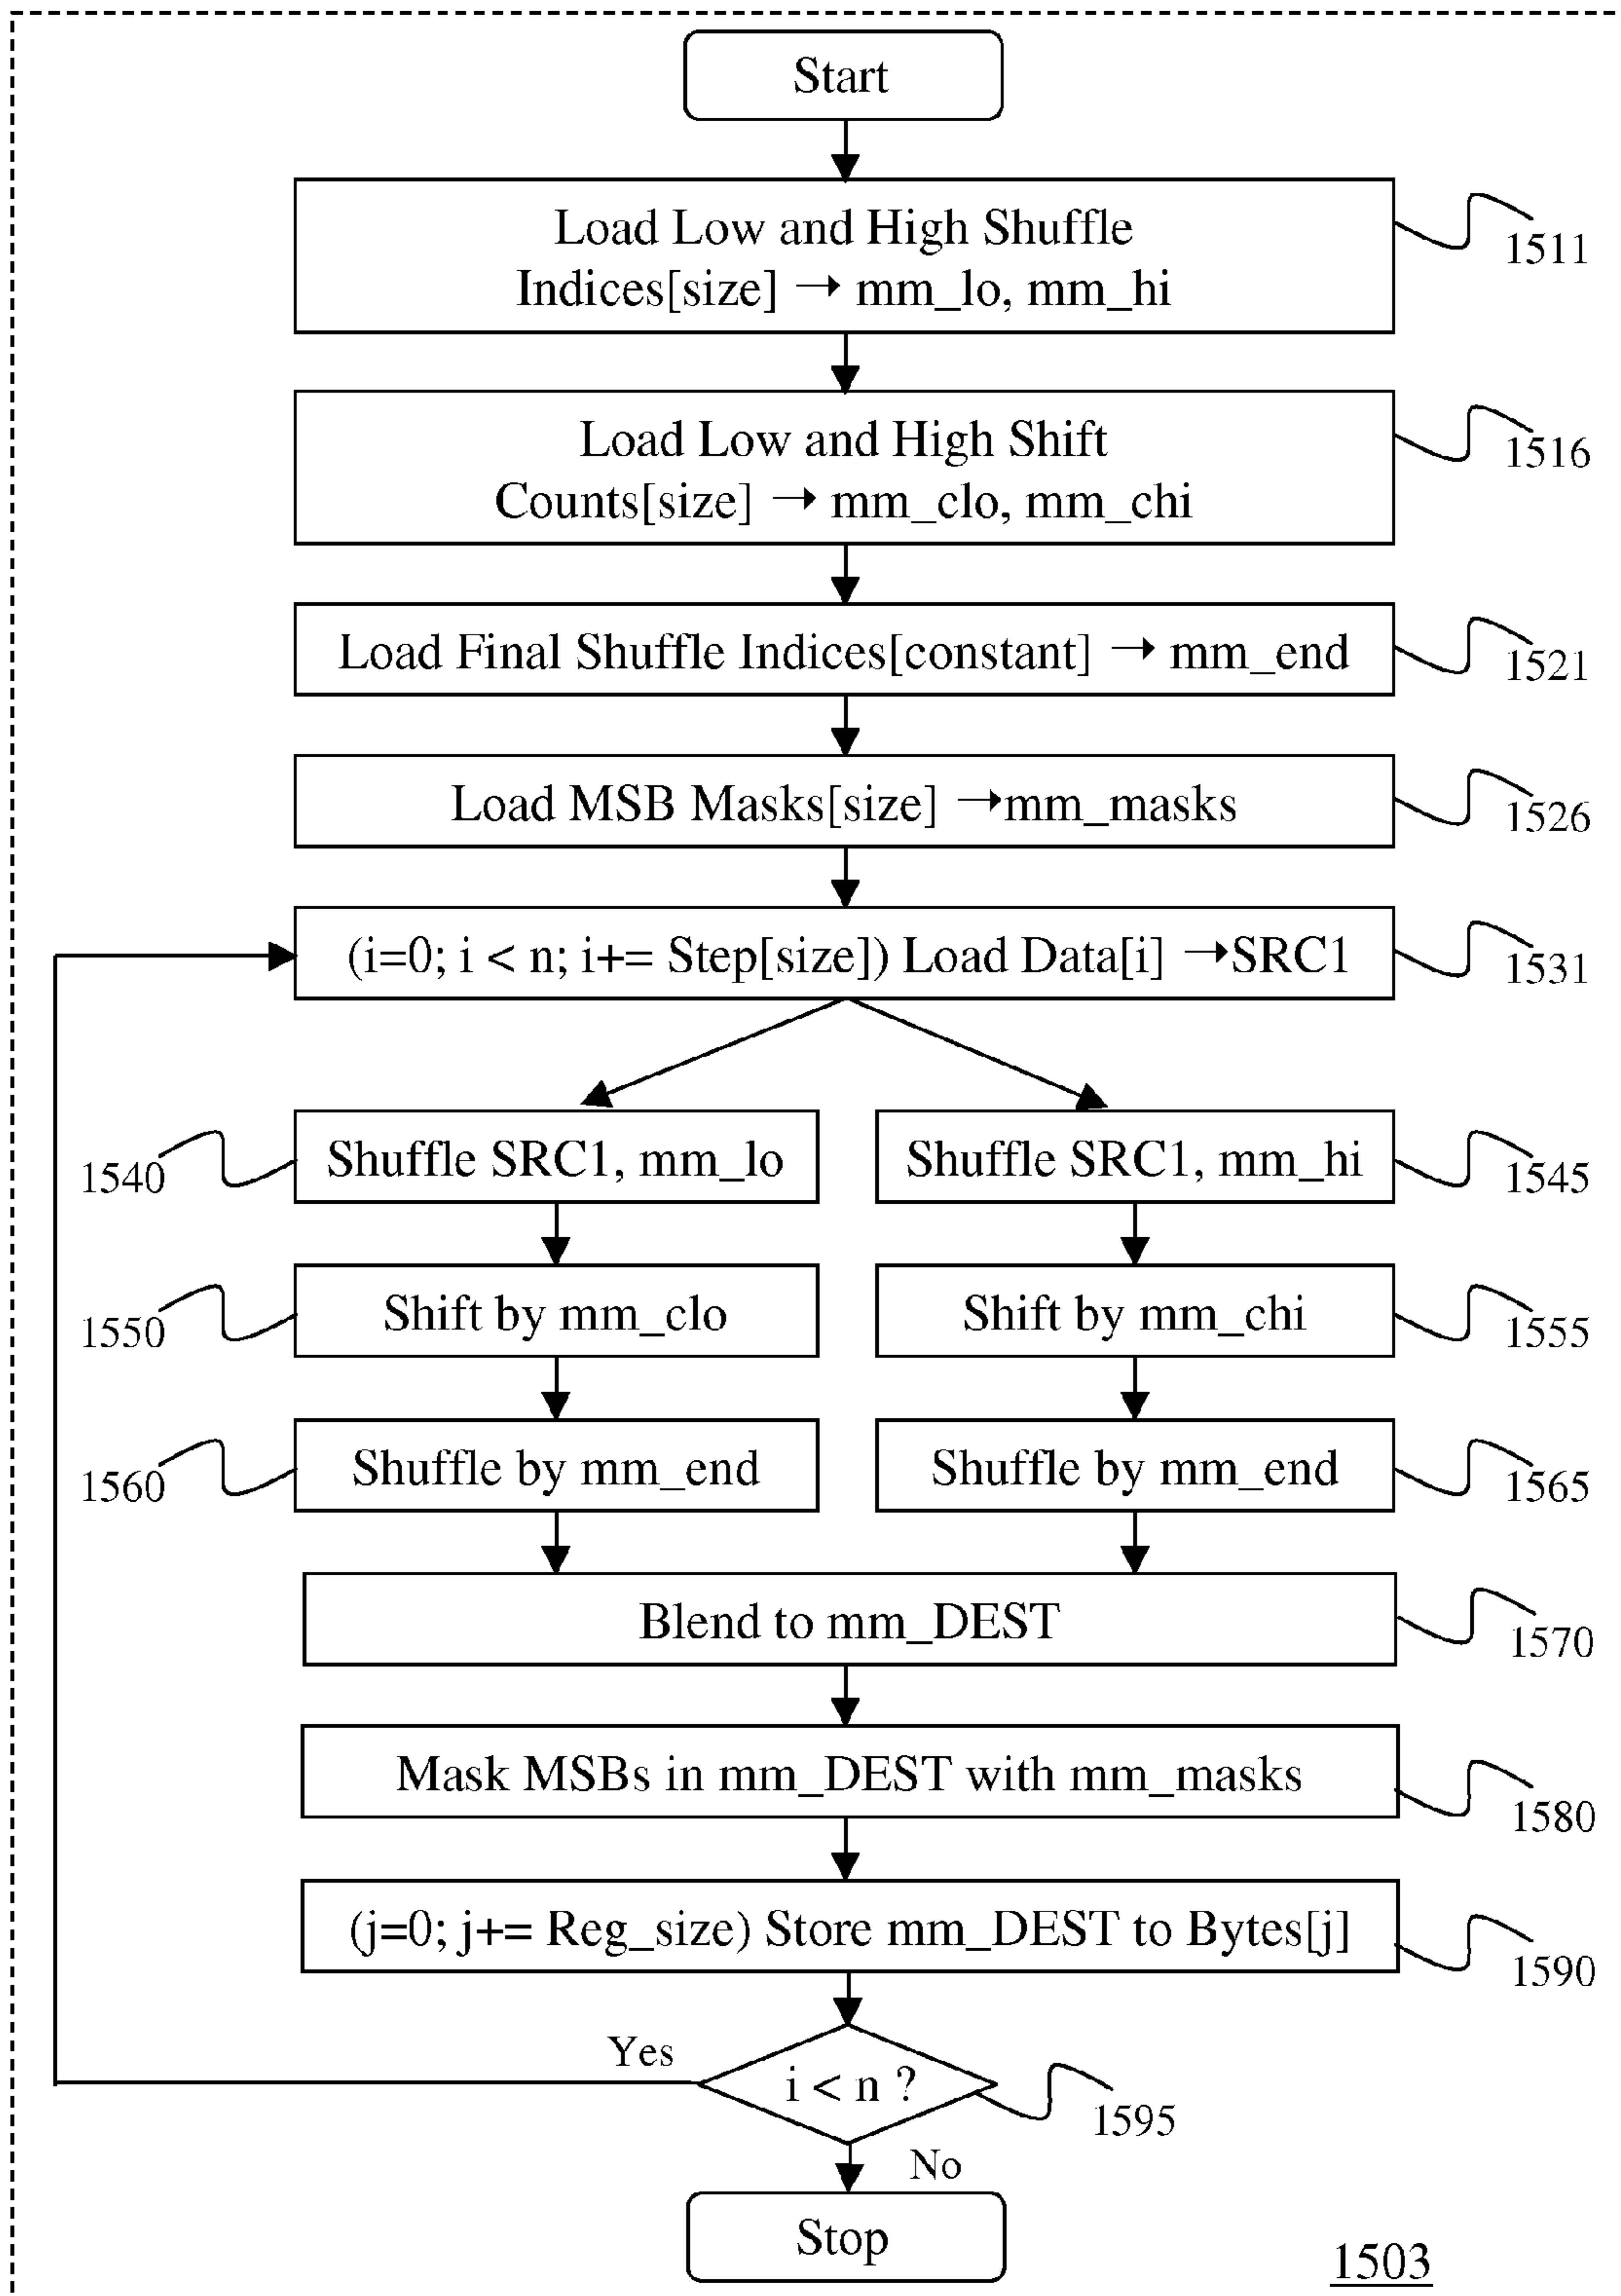 Start
Load Low and High Shuffle
Indices[size] → mm_lo, mm_hi
1511
Load Low and High Shift
Counts[size] → mm_clo, mm_chi
1516
Load Final Shuffle Indices[constant] → mm_end
1521
Load MSB Masks[size] →mm_masks
1526
(i=0; i < n; i+= Step[size]) Load Data[i] →SRC1
1531
1540
Shuffle SRC1, mm_lo
Shuffle SRC1, mm_hi
1545
1550
Shift by mm_clo
Shift by mm_chi
1555
1560
Shuffle by mm_end
Shuffle by mm_end
1565
Blend to mm_DEST
1570
Mask MSBs in mm_DEST with mm_masks
1580
(j=0; j+= Reg_size) Store mm_DEST to Bytes[j]
1590
Yes
i < n ?
1595
No
Stop
1503